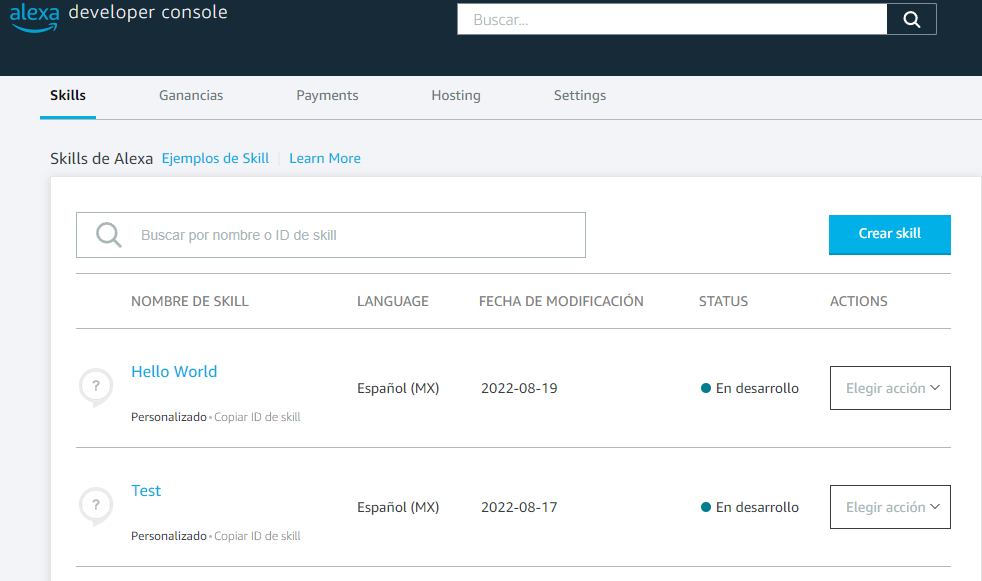 alexa developer console
Buscar...
Skills Ganancias Payments Hosting Settings
Skills de Alexa Ejemplos de Skill Learn More
Buscar por nombre o ID de skill
Crear skill
NOMBRE DE SKILL LANGUAGE FECHA DE MODIFICACIÓN STATUS ACTIONS
?
Hello World
Español (MX) 2022-08-19 En desarrollo Elegir acción
Personalizado • Copiar ID de skill
?
Test
Español (MX) 2022-08-17 En desarrollo Elegir acción
Personalizado • Copiar ID de skill